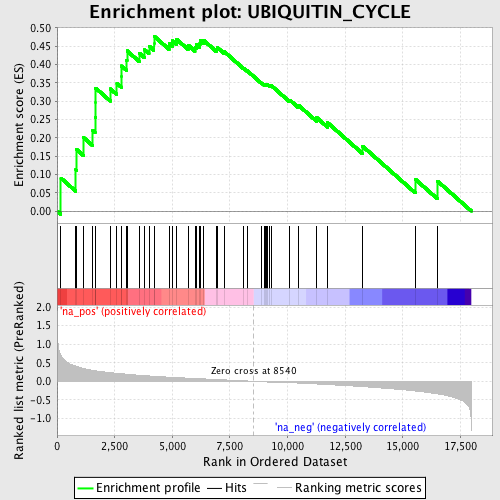 Enrichment plot: UBIQUITIN_CYCLE
Enrichment score (ES)
0.50
0.45
0.40
0.35
0.30
0.25
0.20
0.15
0.10
0.05
0.00
Ranked list metric (PreRanked)
2.0
1.5
1.0
0.5
0.0
-0.5
-1.0
'na_pos' (positively correlated)
Zero cross at 8540
'na_neg' (negatively correlated)
0 2,500 5,000 7,500 10,000 12,500 15,000 17,500
Rank in Ordered Dataset
Enrichment profile Hits Ranking metric scores